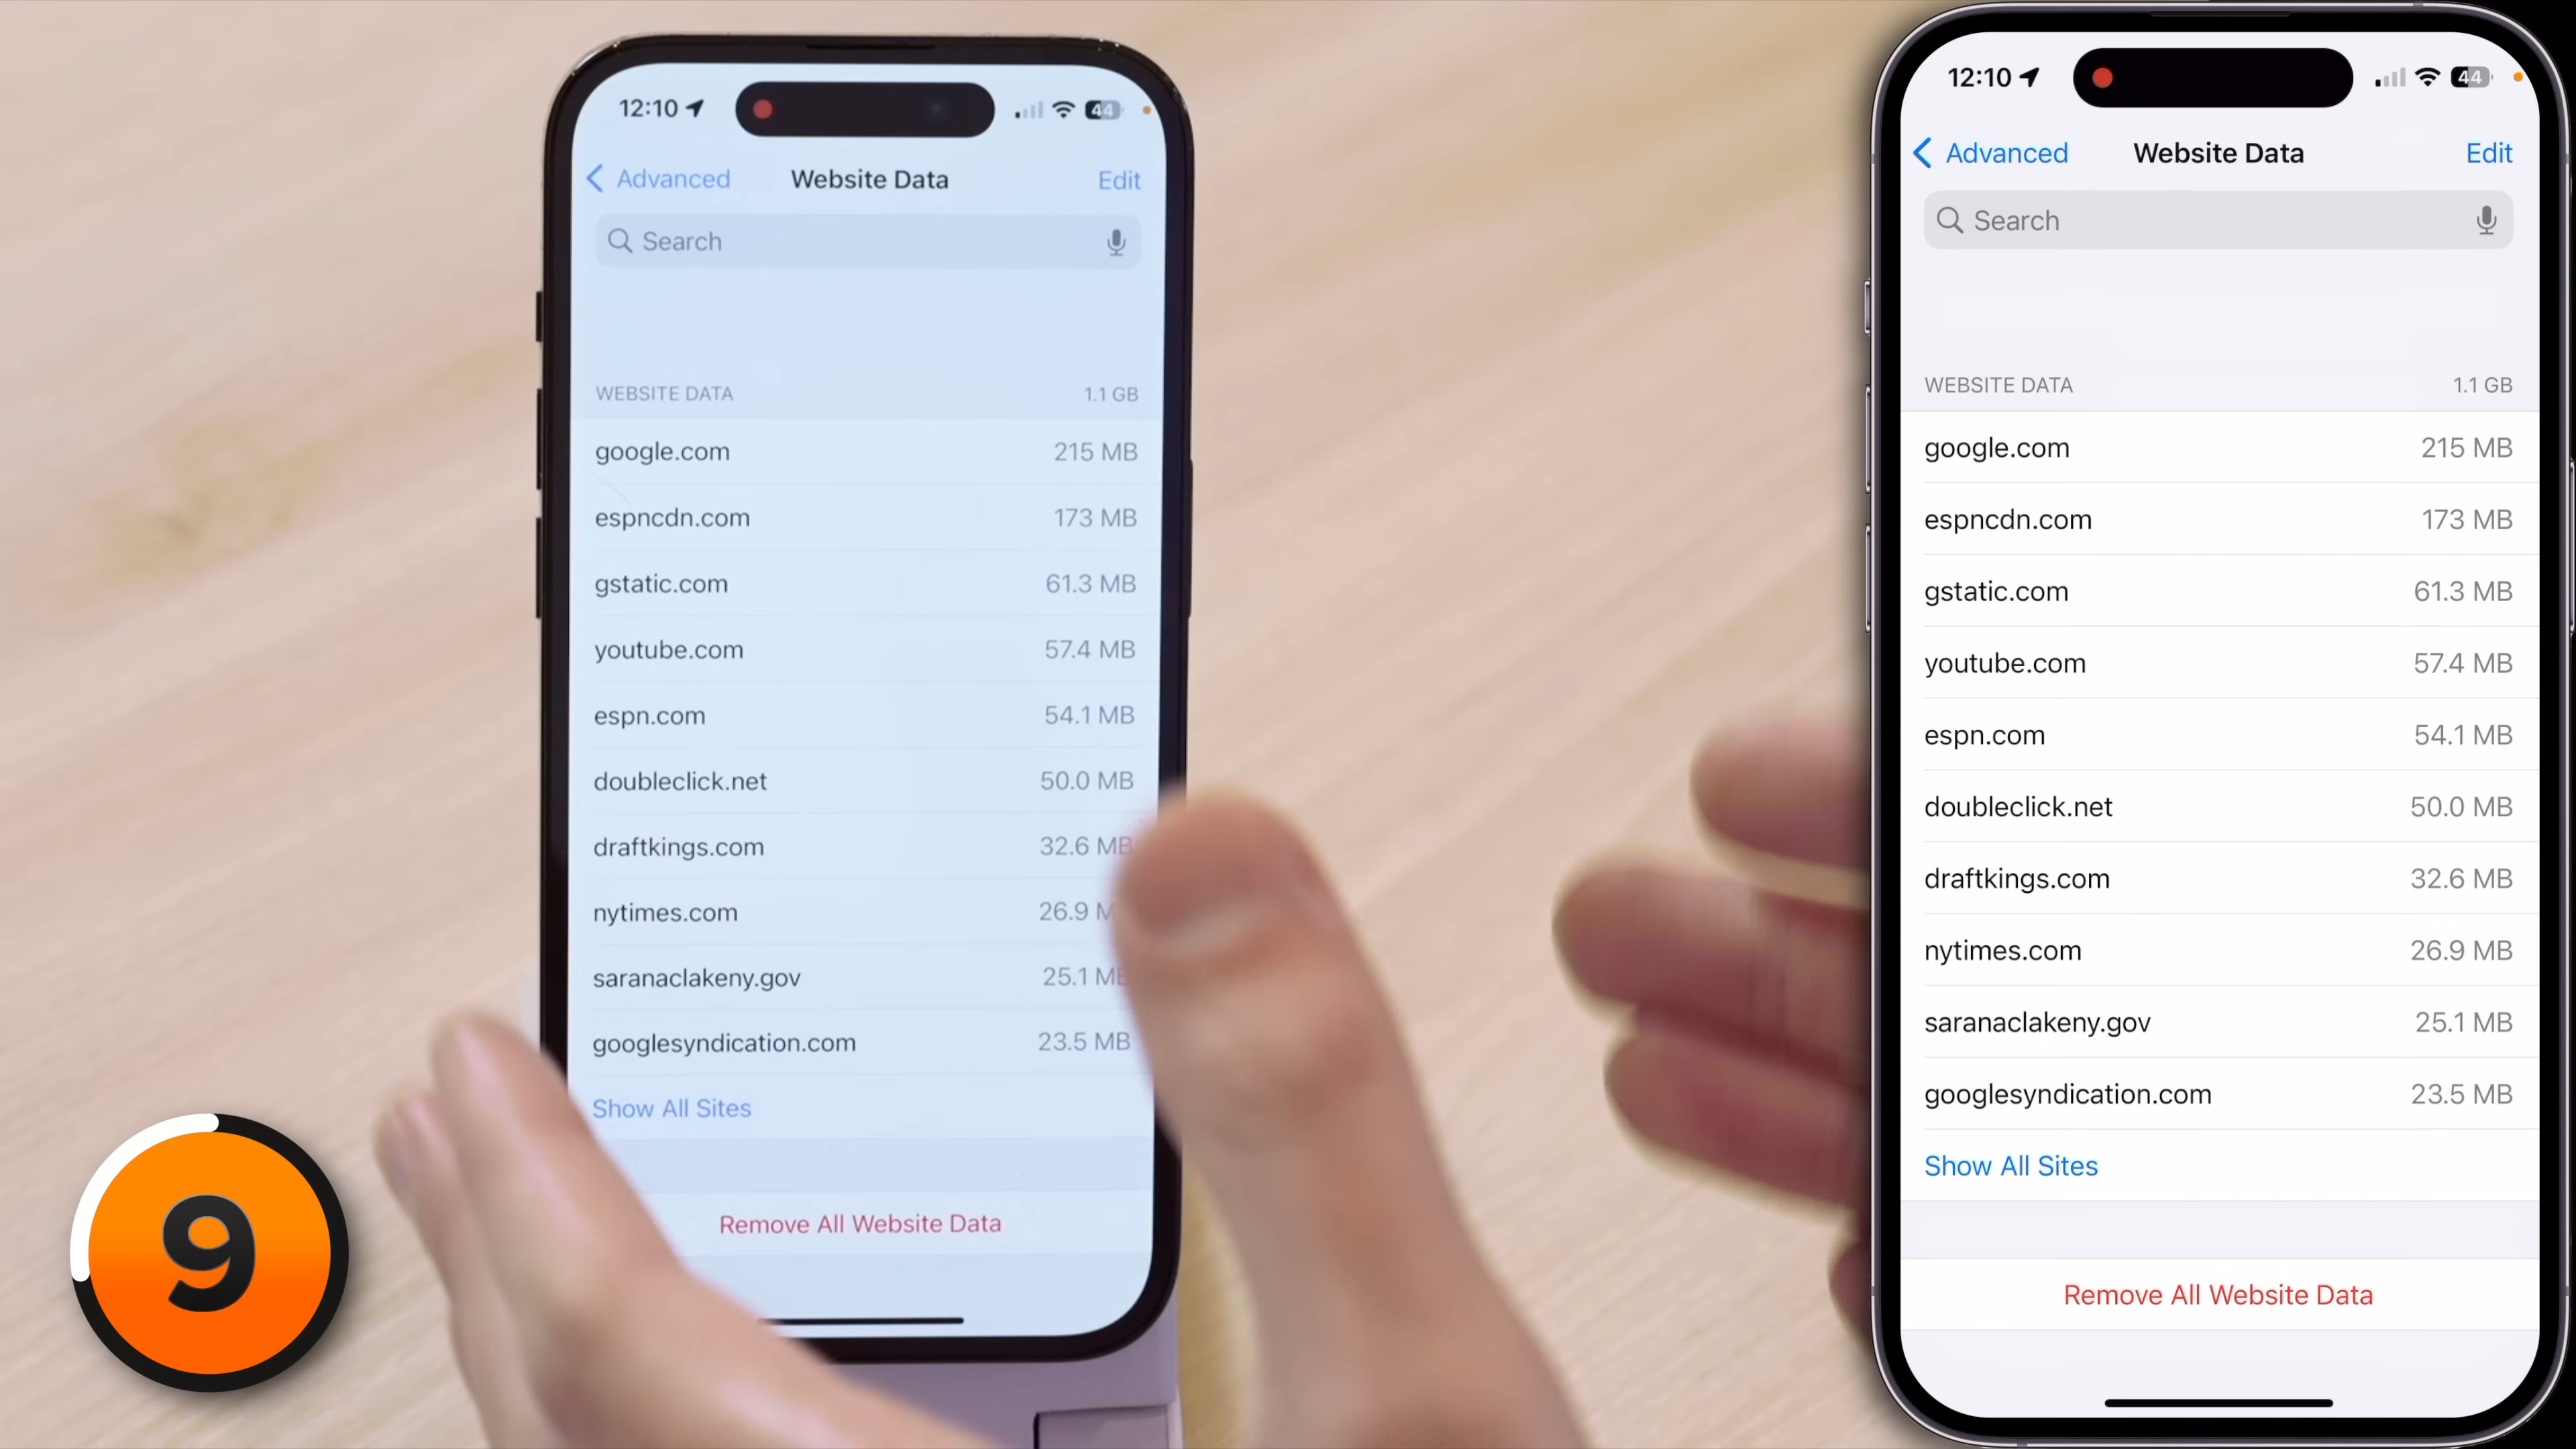 12:10
44
Advanced Website Data Edit
Search
WEBSITE DATA 1.1 GB
google.com 215 MB
espncdn.com 173 MB
gstatic.com 61.3 MB
youtube.com 57.4 MB
espn.com 54.1 MB
doubleclick.net 50.0 MB
draftkings.com 32.6 MB
nytimes.com 26.9 M
saranaclakeny.gov 25.1 MB
googlesyndication.com 23.5 MB
Show All Sites
Remove All Website Data
9
12:10
44
Advanced Website Data Edit
Search
WEBSITE DATA 1.1 GB
google.com 215 MB
espncdn.com 173 MB
gstatic.com 61.3 MB
youtube.com 57.4 MB
espn.com 54.1 MB
doubleclick.net 50.0 MB
draftkings.com 32.6 MB
nytimes.com 26.9 MB
saranaclakeny.gov 25.1 MB
googlesyndication.com 23.5 MB
Show All Sites
Remove All Website Data